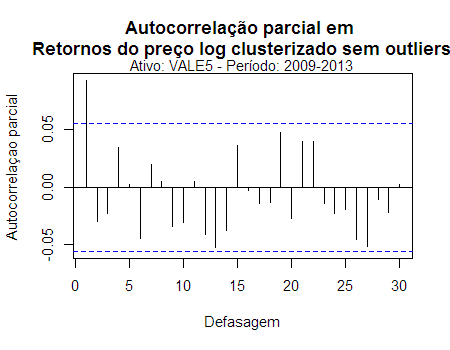 Autocorrelação parcial em
Retornos do preço log clusterizado sem outliers
Ativo: VALE5 - Período: 2009-2013
Autocorrelaçao parcial
0.05
0.00
-0.05
0 5 10 15 20 25 30
Defasagem